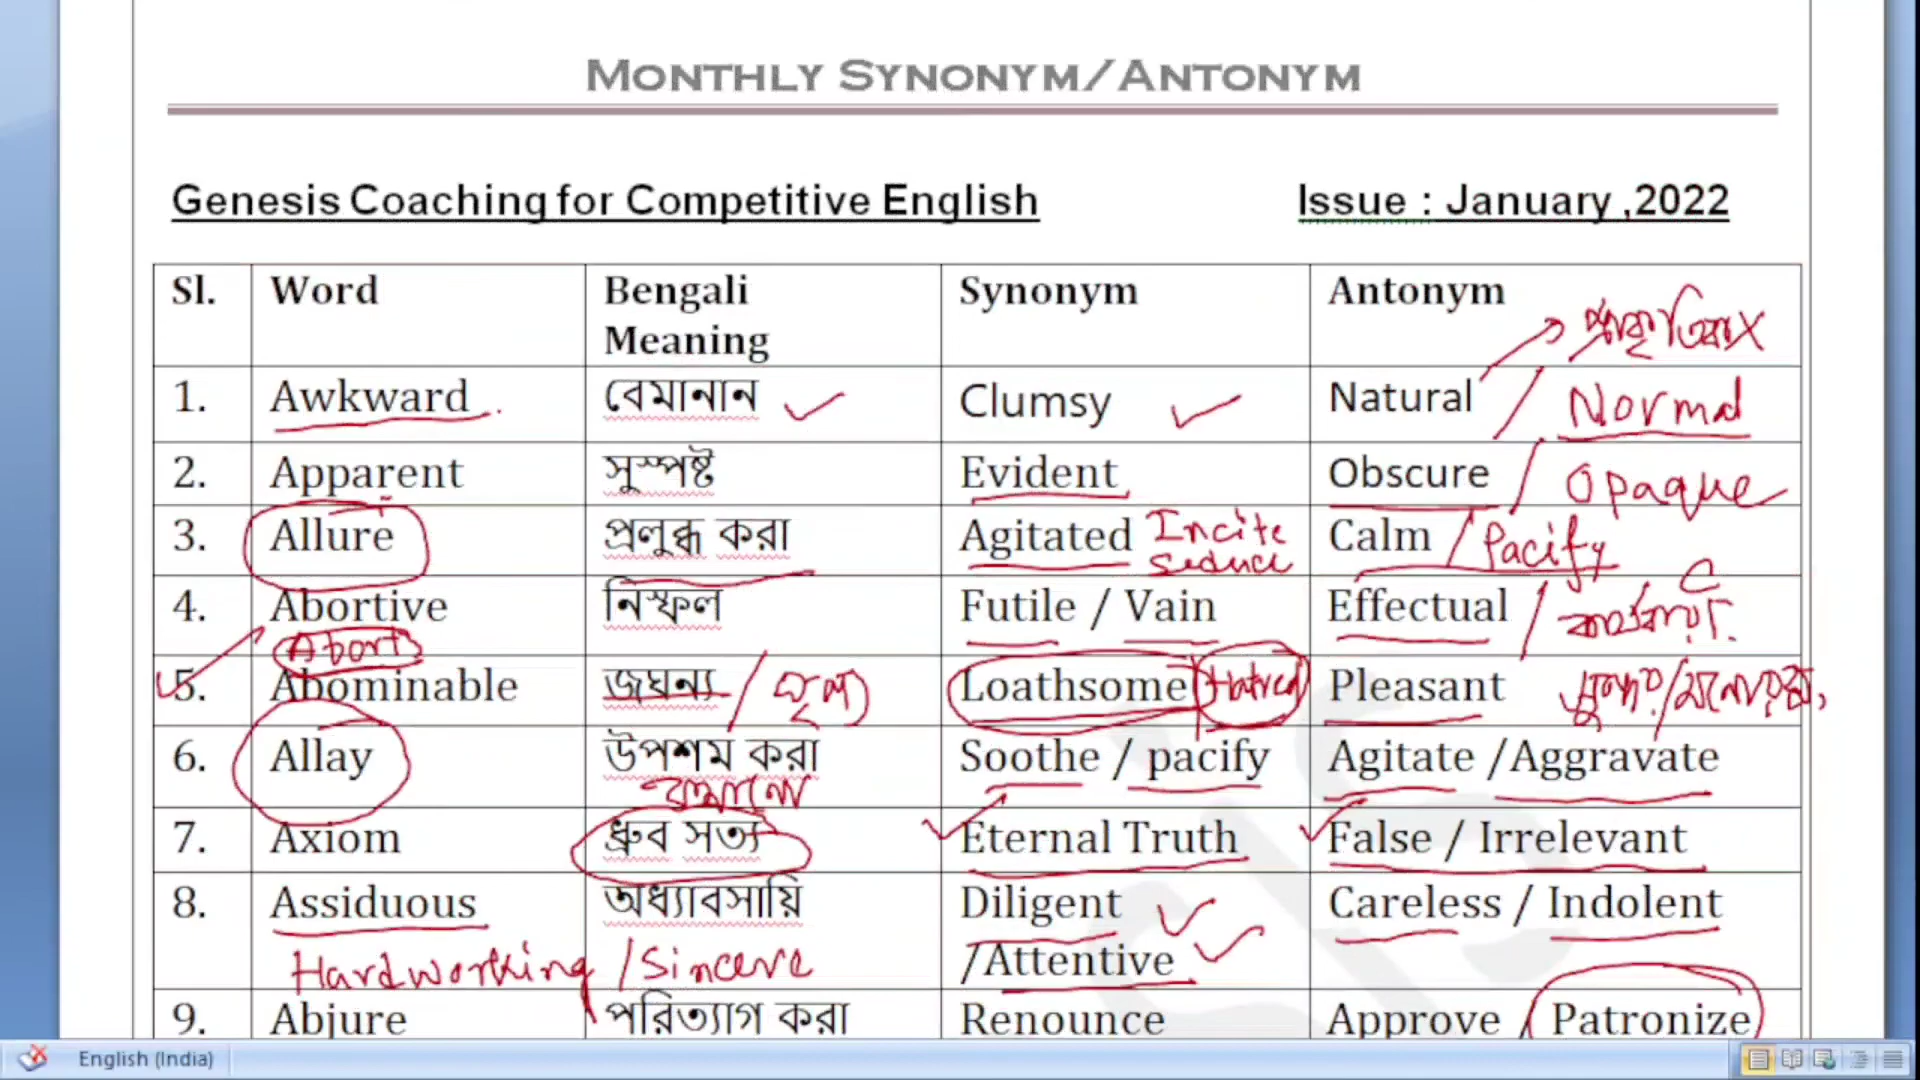 MONTHLY SYNONYM/ANTONYM
Genesis Coaching for Competitive English Issue : January ,2022
Sl. Word Bengali Meaning Synonym Antonym
1. Awkward বেমানান Clumsy Natural / Normal
2. Apparent সুস্পষ্ট Evident Obscure / Opaque
3. Allure প্রলুব্ধ করা Agitated Incite Seduce Calm / Pacify
4. Abortive নিস্ফল Futile / Vain Effectual /
Abort
5. Abominable জঘন্য / Loathsome Hatred Pleasant
6. Allay উপশম করা Soothe / pacify Agitate /Aggravate
7. Axiom ধ্রুব সত্য Eternal Truth False / Irrelevant
8. Assiduous অধ্যাবসায়ি Diligent Careless / Indolent
Hardworking / Sincere /Attentive
9. Abjure পরিত্যাগ করা Renounce Approve / Patronize
English (India)